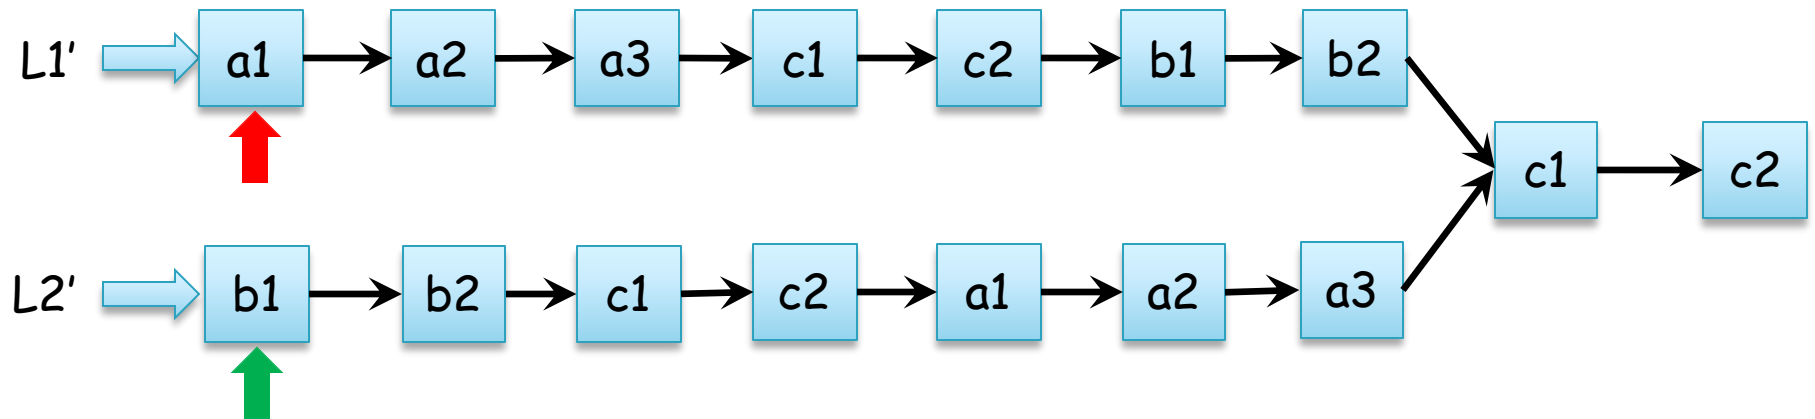 L1' a1 a2 a3 c1 c2 b1 b2
c1 c2
L2' b1 b2 c1 c2 a1 a2 a3